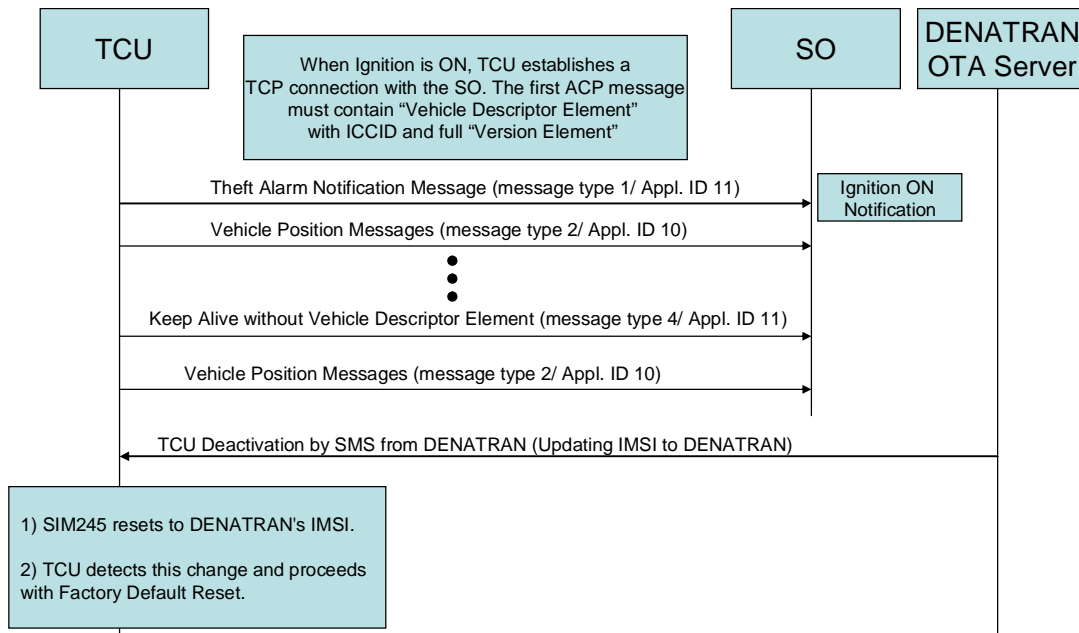 TCU
SO
DENATRAN
OTA Server
When Ignition is ON, TCU establishes a
TCP connection with the SO. The first ACP message
must contain “Vehicle Descriptor Element”
with ICCID and full “Version Element”
Theft Alarm Notification Message (message type 1/ Appl. ID 11)
Ignition ON
Notification
Vehicle Position Messages (message type 2/ Appl. ID 10)
Keep Alive without Vehicle Descriptor Element (message type 4/ Appl. ID 11)
Vehicle Position Messages (message type 2/ Appl. ID 10)
TCU Deactivation by SMS from DENATRAN (Updating IMSI to DENATRAN)
1) SIM245 resets to DENATRAN's IMSI.
2) TCU detects this change and proceeds
with Factory Default Reset.